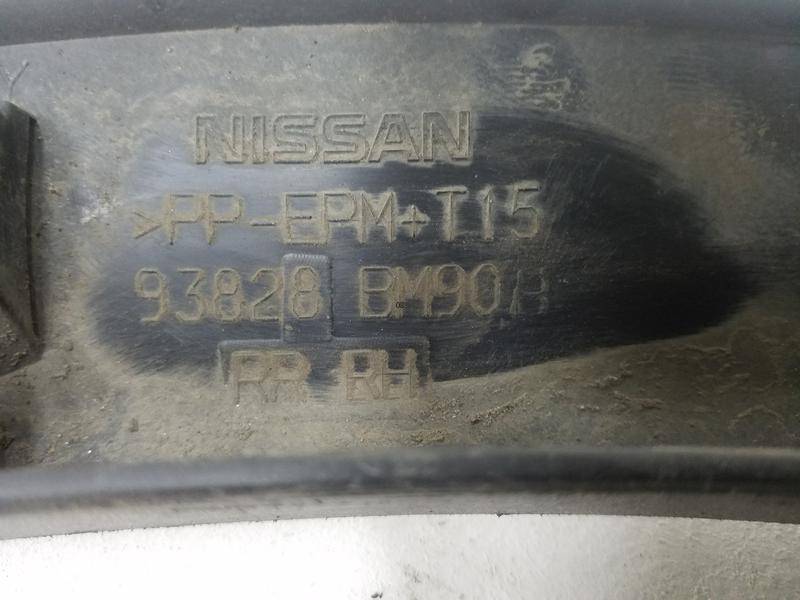 NISSAN
>PP-EPM+T15
93828 BM90A
RR RH